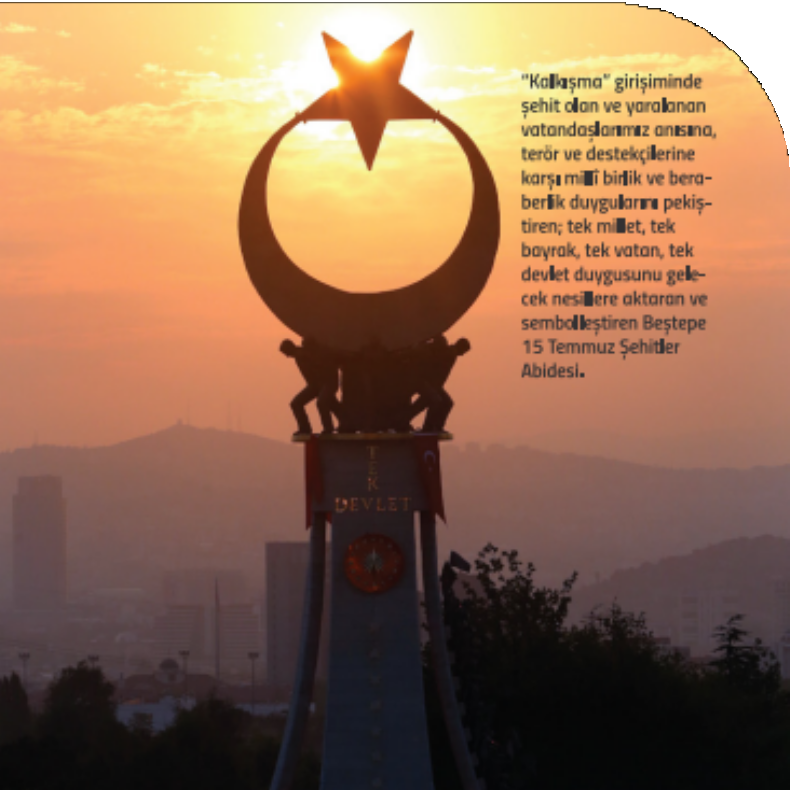 "Kalkışma" girişiminde
şehit olan ve yaralanan
vatandaşlarımız anısına,
terör ve destekçilerine
karşı millî birlik ve bera-
berlik duygularını pekiş-
tiren; tek millet, tek
bayrak, tek vatan, tek
devlet duygusunu gele-
cek nesillere aktaran ve
sembolleştiren Beştepe
15 Temmuz Şehitler
Abidesi.
TEK
DEVLET